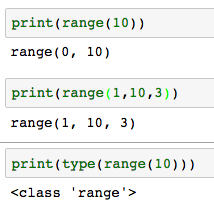 print(range(10))
range(0, 10)
print(range(1,10,3))
range(1, 10, 3)
print(type(range(10)))
<class 'range'>